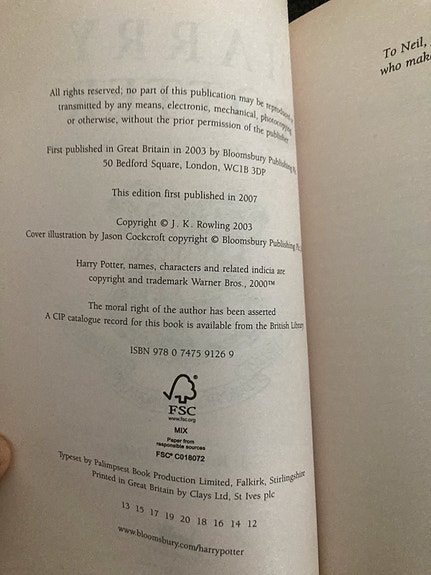 All rights reserved; no part of this publication may be reproduced or
transmitted by any means, electronic, mechanical, photocopying
or otherwise, without the prior permission of the publisher
First published in Great Britain in 2003 by Bloomsbury Publishing Pl
50 Bedford Square, London, WC1B 3DP
This edition first published in 2007
Copyright © J. K. Rowling 2003
Cover illustration by Jason Cockcroft copyright © Bloomsbury Publishing Pl
Harry Potter, names, characters and related indicia are
copyright and trademark Warner Bros., 2000™
The moral right of the author has been asserted
A CIP catalogue record for this book is available from the British Library
ISBN 978 0 7475 9126 9
FSC
www.fsc.org
MIX
Paper from
responsible sources
FSC® C018072
Typeset by Palimpsest Book Production Limited, Falkirk, Stirlingshire
Printed in Great Britain by Clays Ltd, St Ives plc
13 15 17 19 20 18 16 14 12
www.bloomsbury.com/harrypotter
To Neil,
who mak